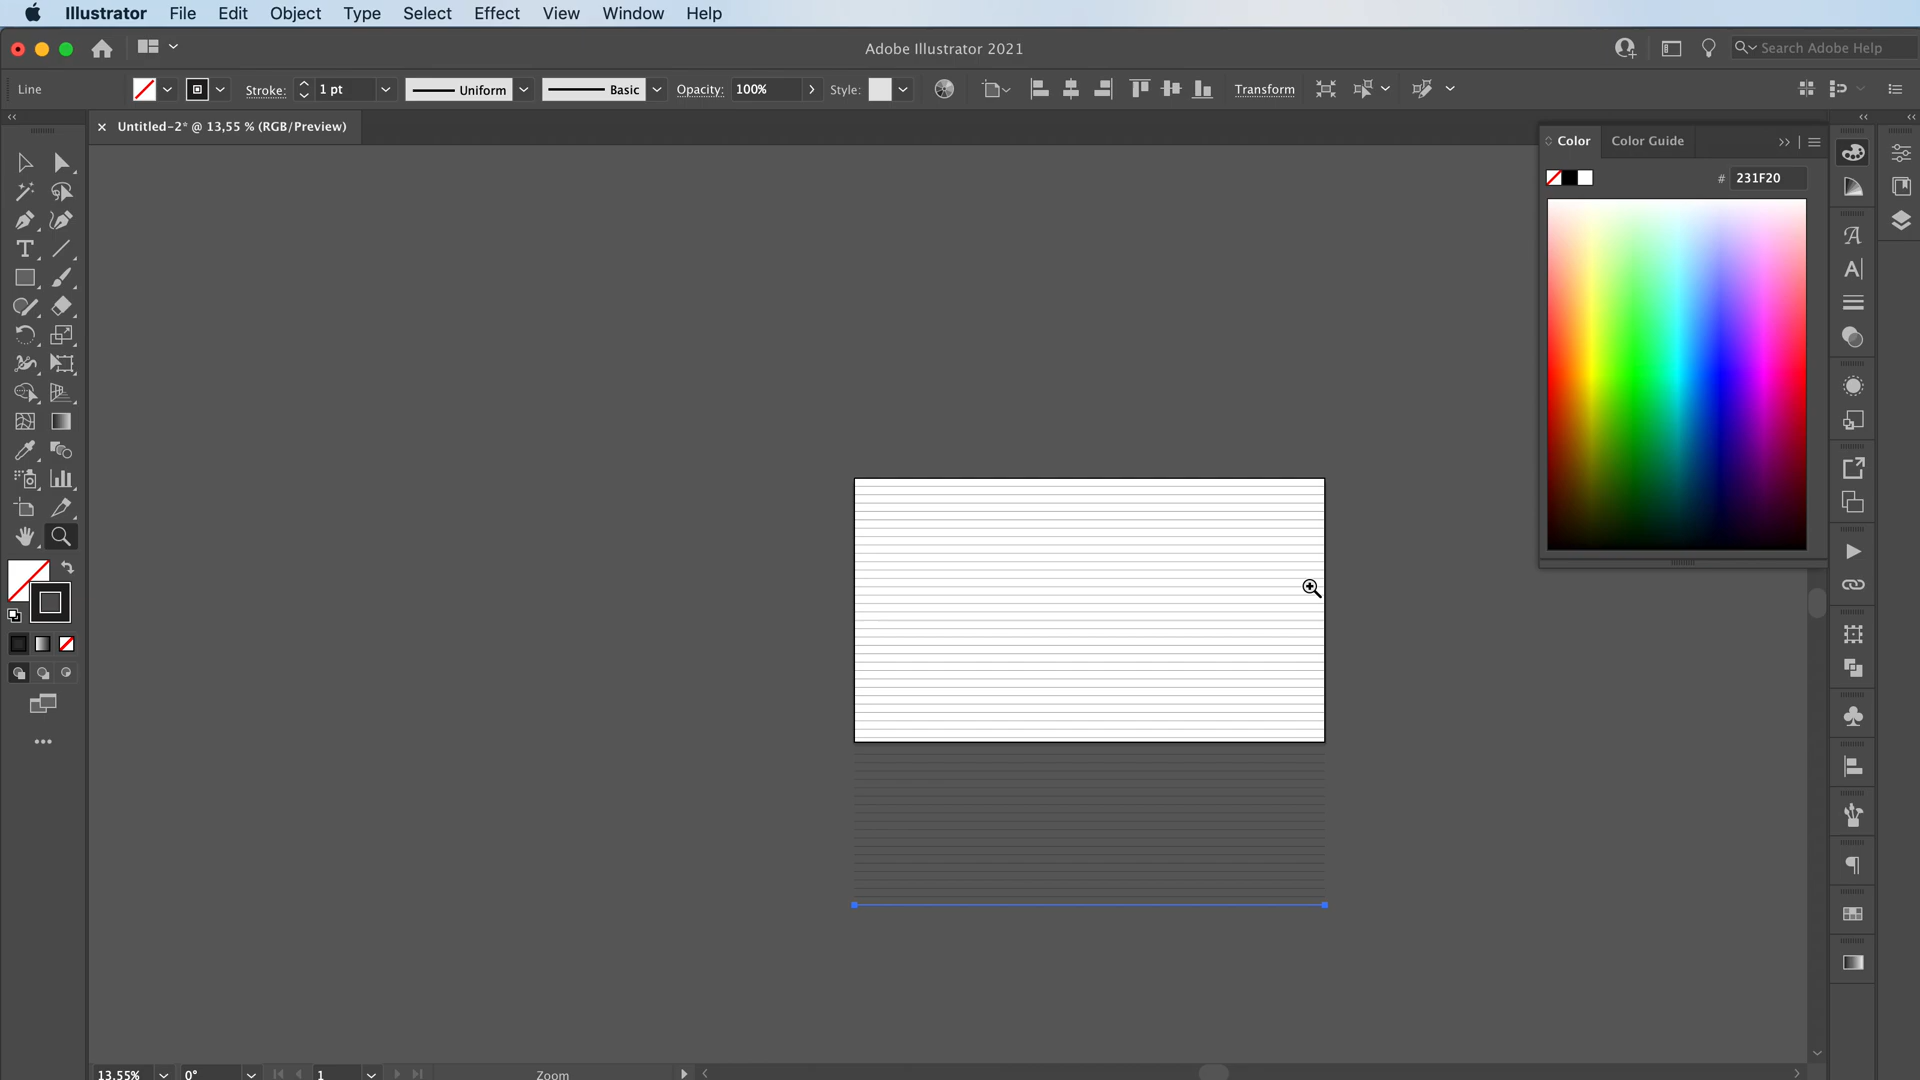 Illustrator File Edit Object Type Select Effect View Window Help
Adobe Illustrator 2021
Search Adobe Help
Line
Stroke: 1 pt
Uniform
Basic
Opacity: 100%
Style:
Transform
Untitled-2* @ 13,55 % (RGB/Preview)
Color
Color Guide
# 231F20
13.55%
0°
1
Zoom